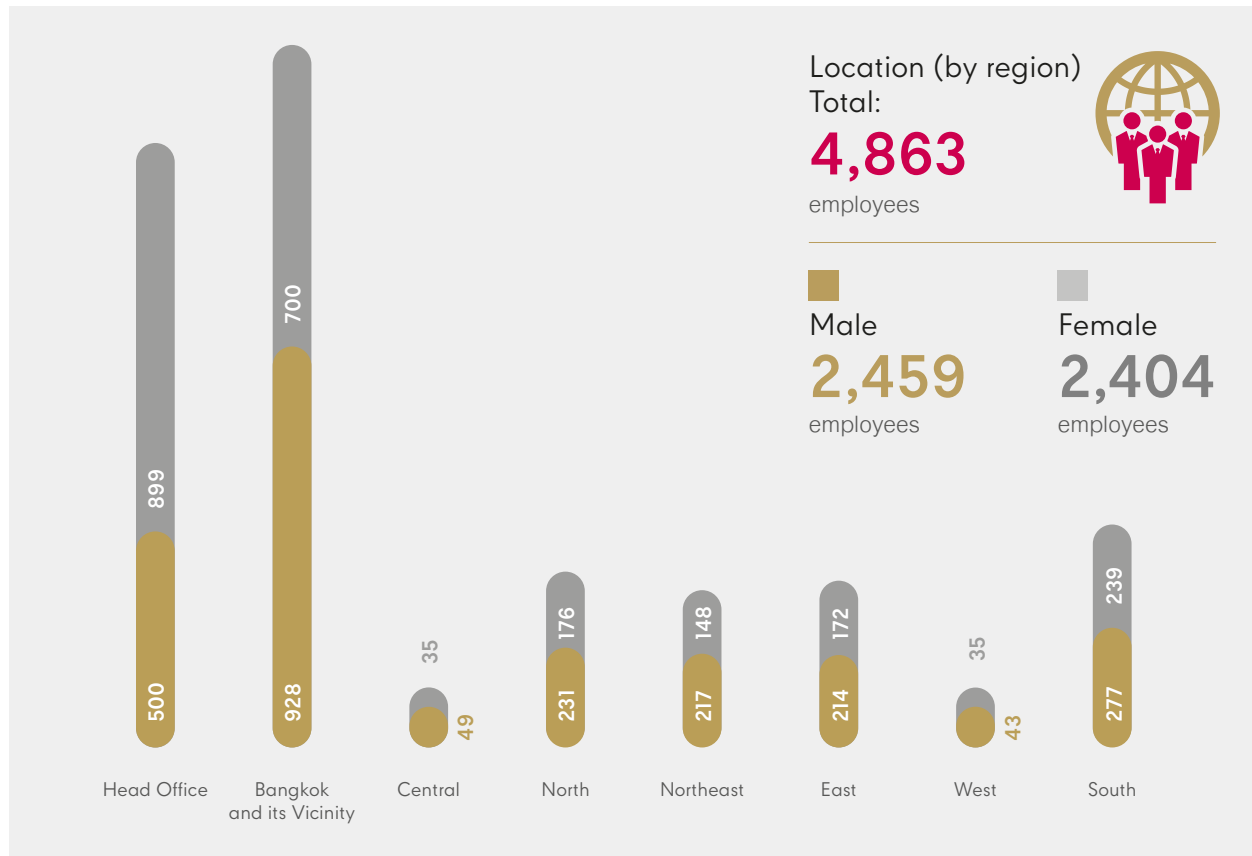 Location (by region)
Total:
4,863
employees
Male
2,459
employees
Female
2,404
employees
899
500
700
928
35
49
176
231
148
217
172
214
35
43
239
277
Head Office
Bangkok
and its Vicinity
Central
North
Northeast
East
West
South